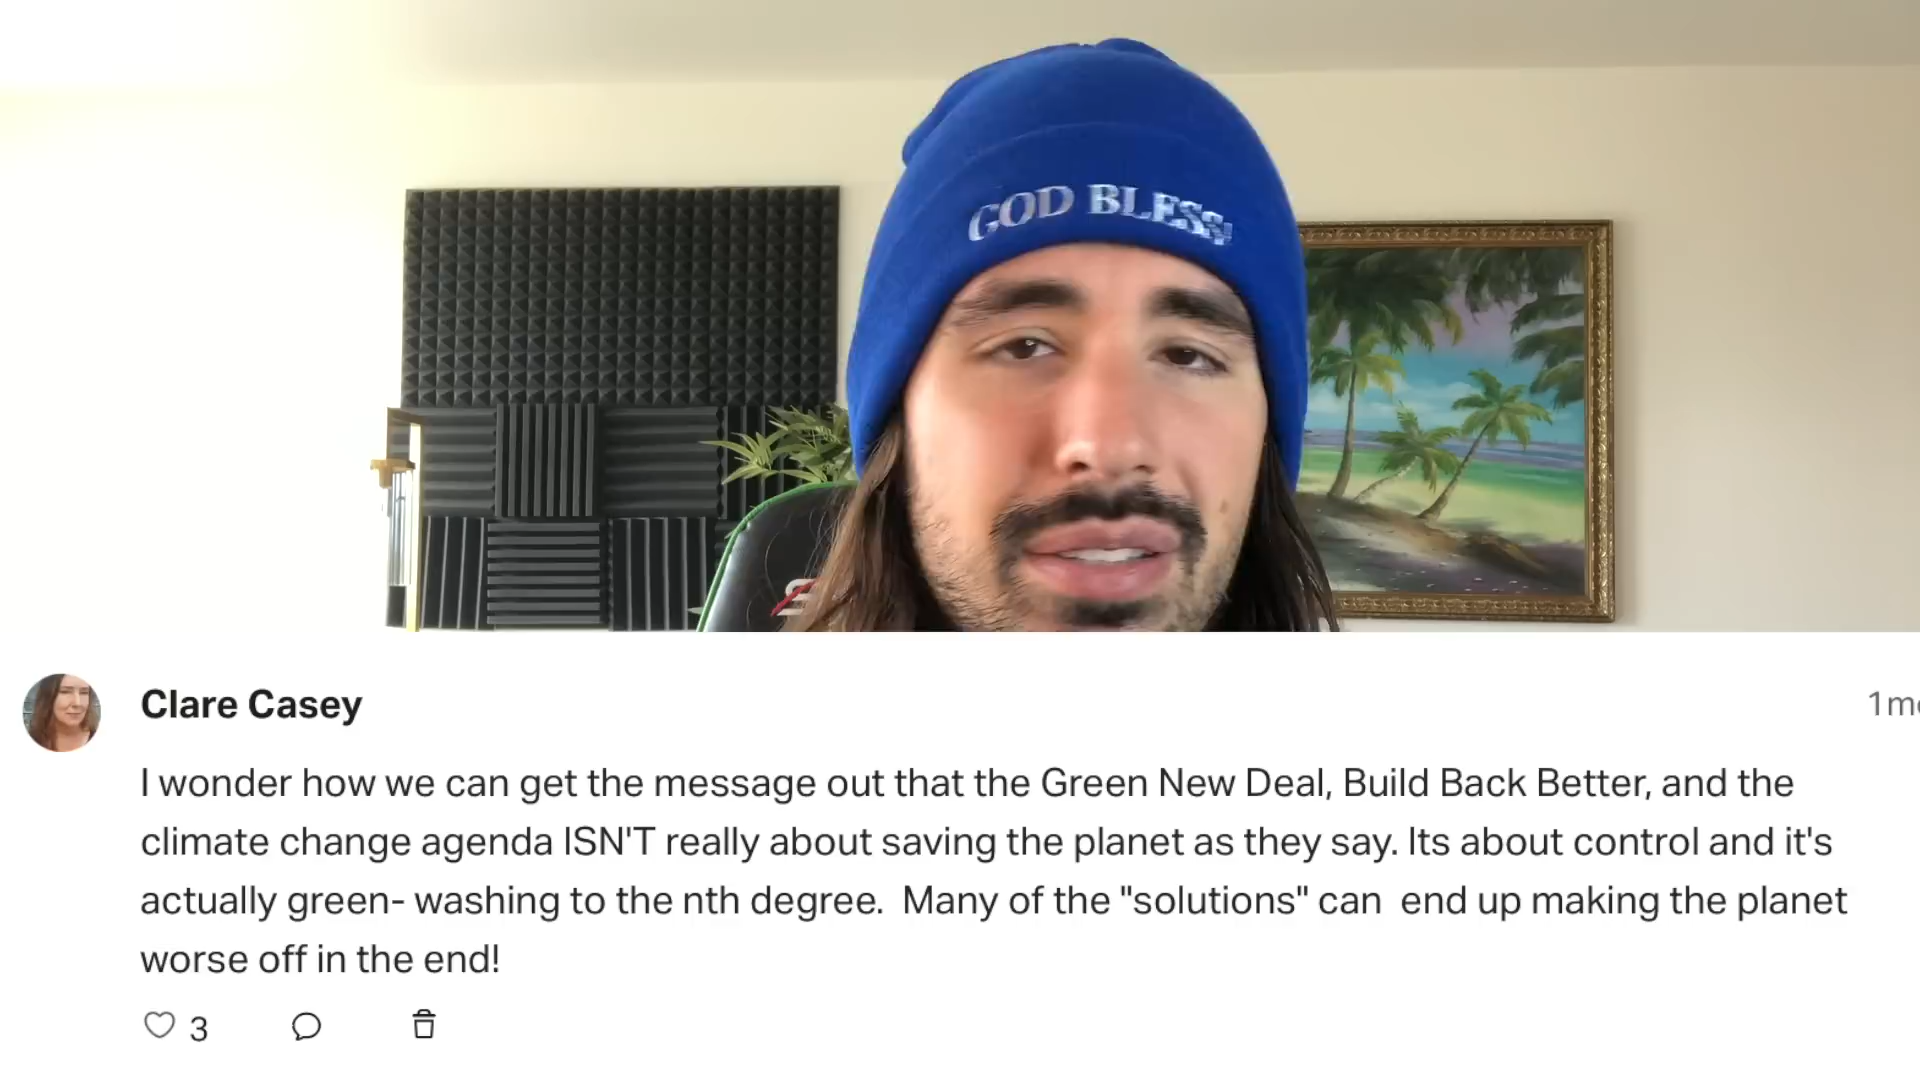 GOD BLESS
Clare Casey
I wonder how we can get the message out that the Green New Deal, Build Back Better, and the
climate change agenda ISN'T really about saving the planet as they say. Its about control and it's
actually green- washing to the nth degree.  Many of the "solutions" can  end up making the planet
worse off in the end!
3